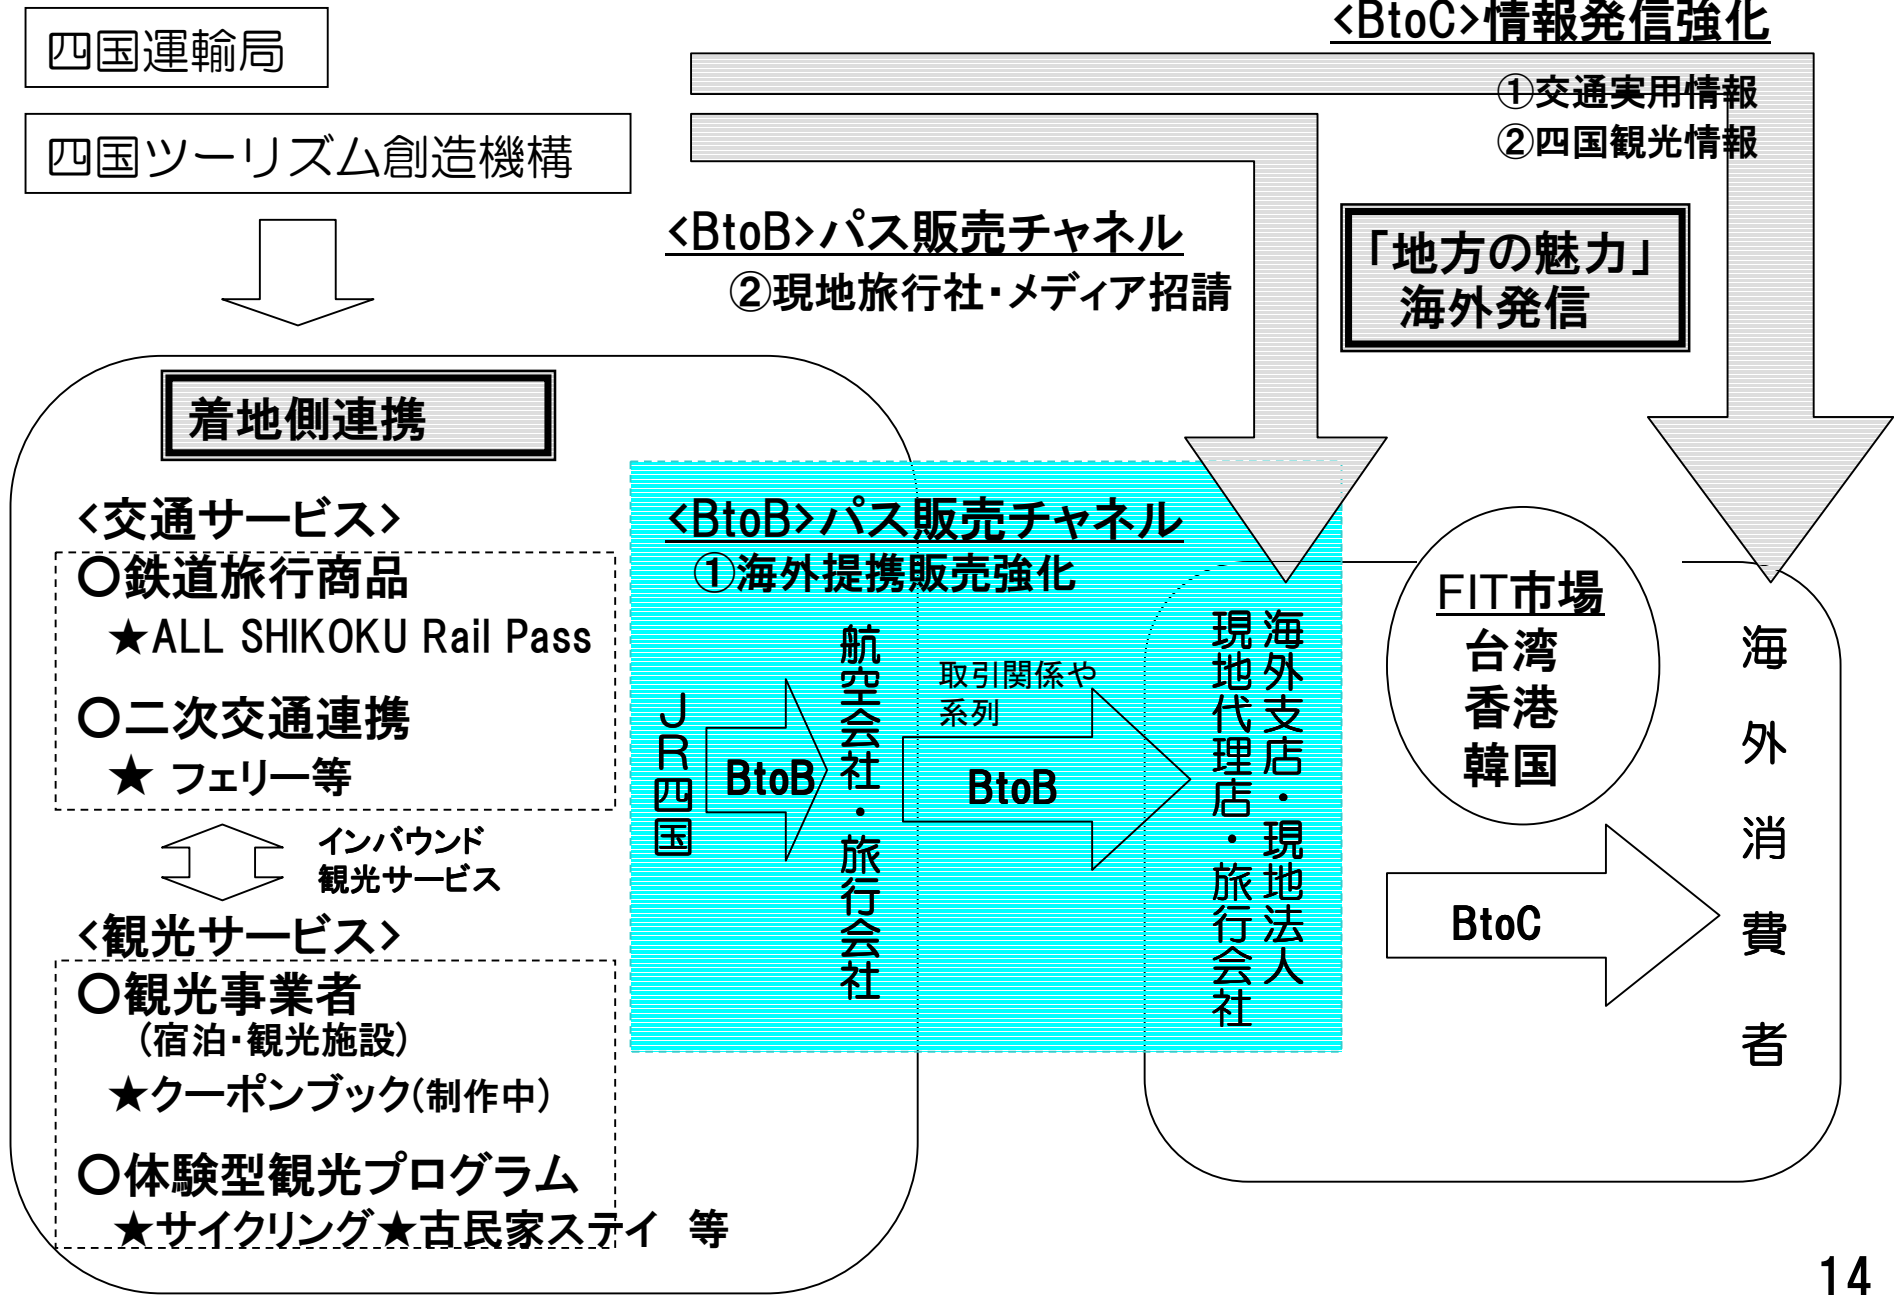 <BtoC>情報発信強化
①交通実用情報
②四国観光情報
四国運輸局
四国ツーリズム創造機構
<BtoB>パス販売チャネル
②現地旅行社・メディア招請
「地方の魅力」
海外発信
着地側連携
<交通サービス>
○鉄道旅行商品
★ALL SHIKOKU Rail Pass
○二次交通連携
★ フェリー等
インバウンド
観光サービス
<観光サービス>
○観光事業者
(宿泊・観光施設)
★クーポンブック(制作中)
○体験型観光プログラム
★サイクリング★古民家ステイ 等
<BtoB>パス販売チャネル
①海外提携販売強化
JR四国
BtoB
航空会社・旅行会社
取引関係や
系列
BtoB
海外支店・現地法人
現地代理店・旅行会社
FIT市場
台湾
香港
韓国
BtoC
海外消費者
14